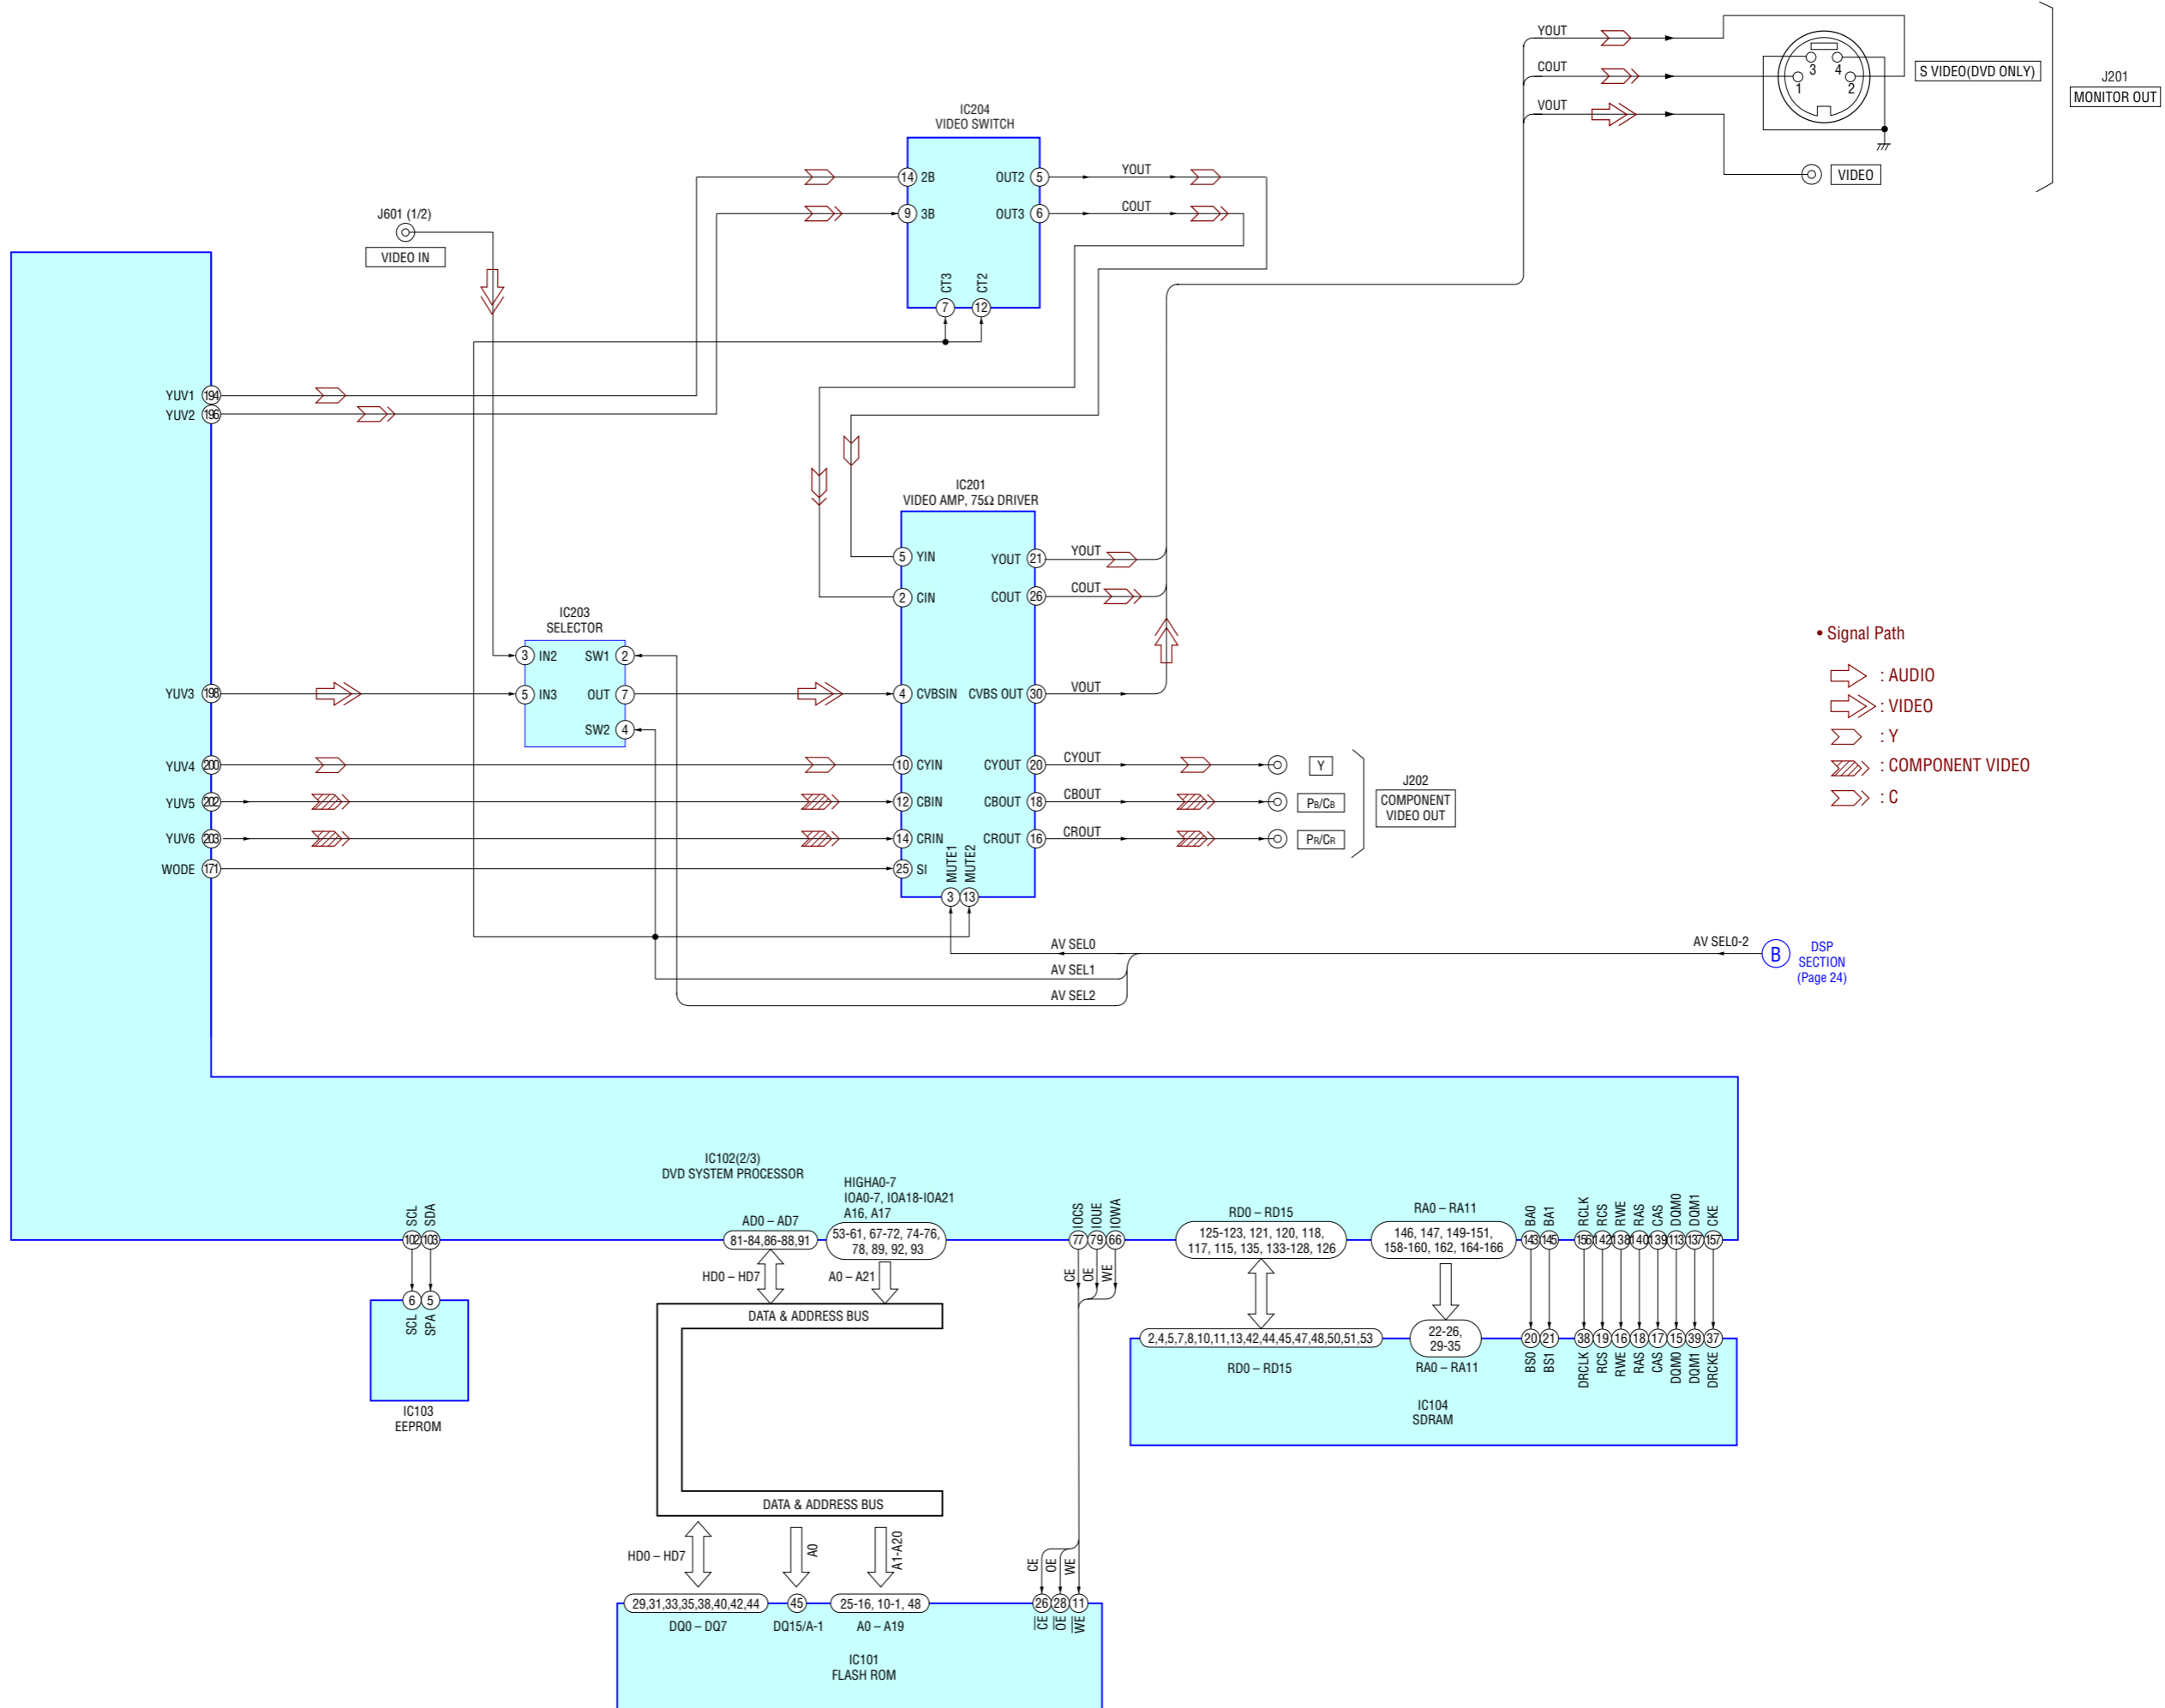 YOUT
COUT
VOUT
3
4
1
2
S VIDEO(DVD ONLY)
VIDEO
J201
MONITOR OUT
IC204
VIDEO SWITCH
14 2B
OUT2 5
YOUT
9 3B
OUT3 6
COUT
CT3
CT2
7
12
J601 (1/2)
VIDEO IN
YUV1 194
YUV2 196
IC201
VIDEO AMP, 75Ω DRIVER
5 YIN
YOUT 21
YOUT
2 CIN
COUT 26
COUT
IC203
SELECTOR
3 IN2
SW1 2
YUV3 198
5 IN3
OUT 7
4 CVBSIN
CVBS OUT 30
VOUT
SW2 4
YUV4 200
10 CYIN
CYOUT 20
CYOUT
Y
YUV5 202
12 CBIN
CBOUT 18
CBOUT
PB/CB
YUV6 203
14 CRIN
CROUT 16
CROUT
PR/CR
J202
COMPONENT
VIDEO OUT
WODE 171
25 SI
MUTE1
MUTE2
3
13
• Signal Path
: AUDIO
: VIDEO
: Y
: COMPONENT VIDEO
: C
AV SEL0
AV SEL1
AV SEL2
AV SEL0-2
B
DSP
SECTION
(Page 24)
IC102(2/3)
DVD SYSTEM PROCESSOR
SCL
SDA
102
103
6
5
SCL
SPA
IC103
EEPROM
AD0 – AD7
81-84,86-88,91
HIGHA0-7
IOA0-7, IOA18-IOA21
A16, A17
53-61, 67-72, 74-76,
78, 89, 92, 93
HD0 – HD7
A0 – A21
DATA & ADDRESS BUS
DATA & ADDRESS BUS
HD0 – HD7
A0
A1-A20
IOCS
IOUE
IOWA
77
79
66
CE
OE
WE
CE
OE
WE
RD0 – RD15
125-123, 121, 120, 118,
117, 115, 135, 133-128, 126
RA0 – RA11
146, 147, 149-151,
158-160, 162, 164-166
BA0
BA1
RCLK
RCS
RWE
RAS
CAS
DQM0
DQM1
CKE
143
145
156
142
138
140
139
113
137
157
2,4,5,7,8,10,11,13,42,44,45,47,48,50,51,53
RD0 – RD15
22-26,
29-35
RA0 – RA11
20
21
38
19
16
18
17
15
39
37
BS0
BS1
DRCLK
RCS
RWE
RAS
CAS
DQM0
DQM1
DRCKE
IC104
SDRAM
29,31,33,35,38,40,42,44
DQ0 – DQ7
45
DQ15/A-1
25-16, 10-1, 48
A0 – A19
26
28
11
CE
OE
WE
IC101
FLASH ROM